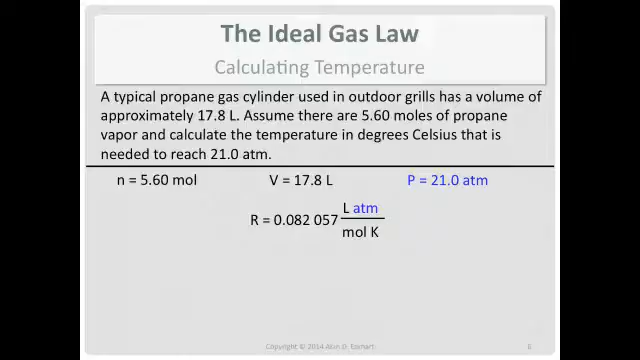 The Ideal Gas Law
Calculating Temperature
A typical propane gas cylinder used in outdoor grills has a volume of
approximately 17.8 L. Assume there are 5.60 moles of propane
vapor and calculate the temperature in degrees Celsius that is
needed to reach 21.0 atm.
n = 5.60 mol V = 17.8 L P = 21.0 atm
L atm
R = 0.082 057
mol K
Copyright © 2014 Alan D. Earhart 6